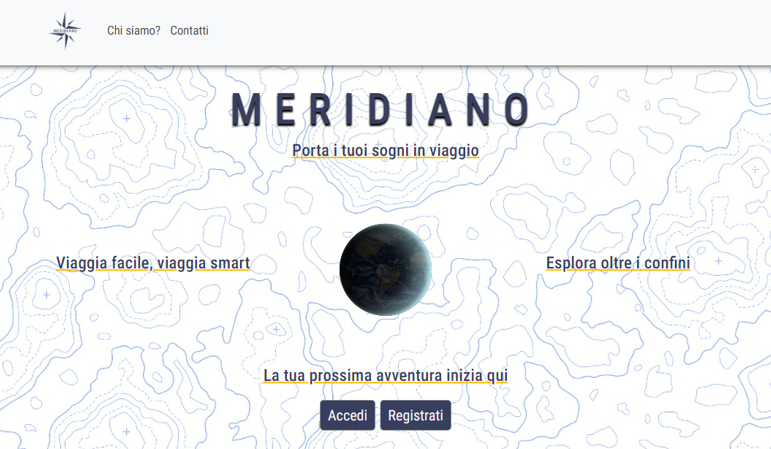 MERIDIANO
Chi siamo? Contatti
MERIDIANO
Porta i tuoi sogni in viaggio
Viaggia facile, viaggia smart
Esplora oltre i confini
La tua prossima avventura inizia qui
Accedi Registrati